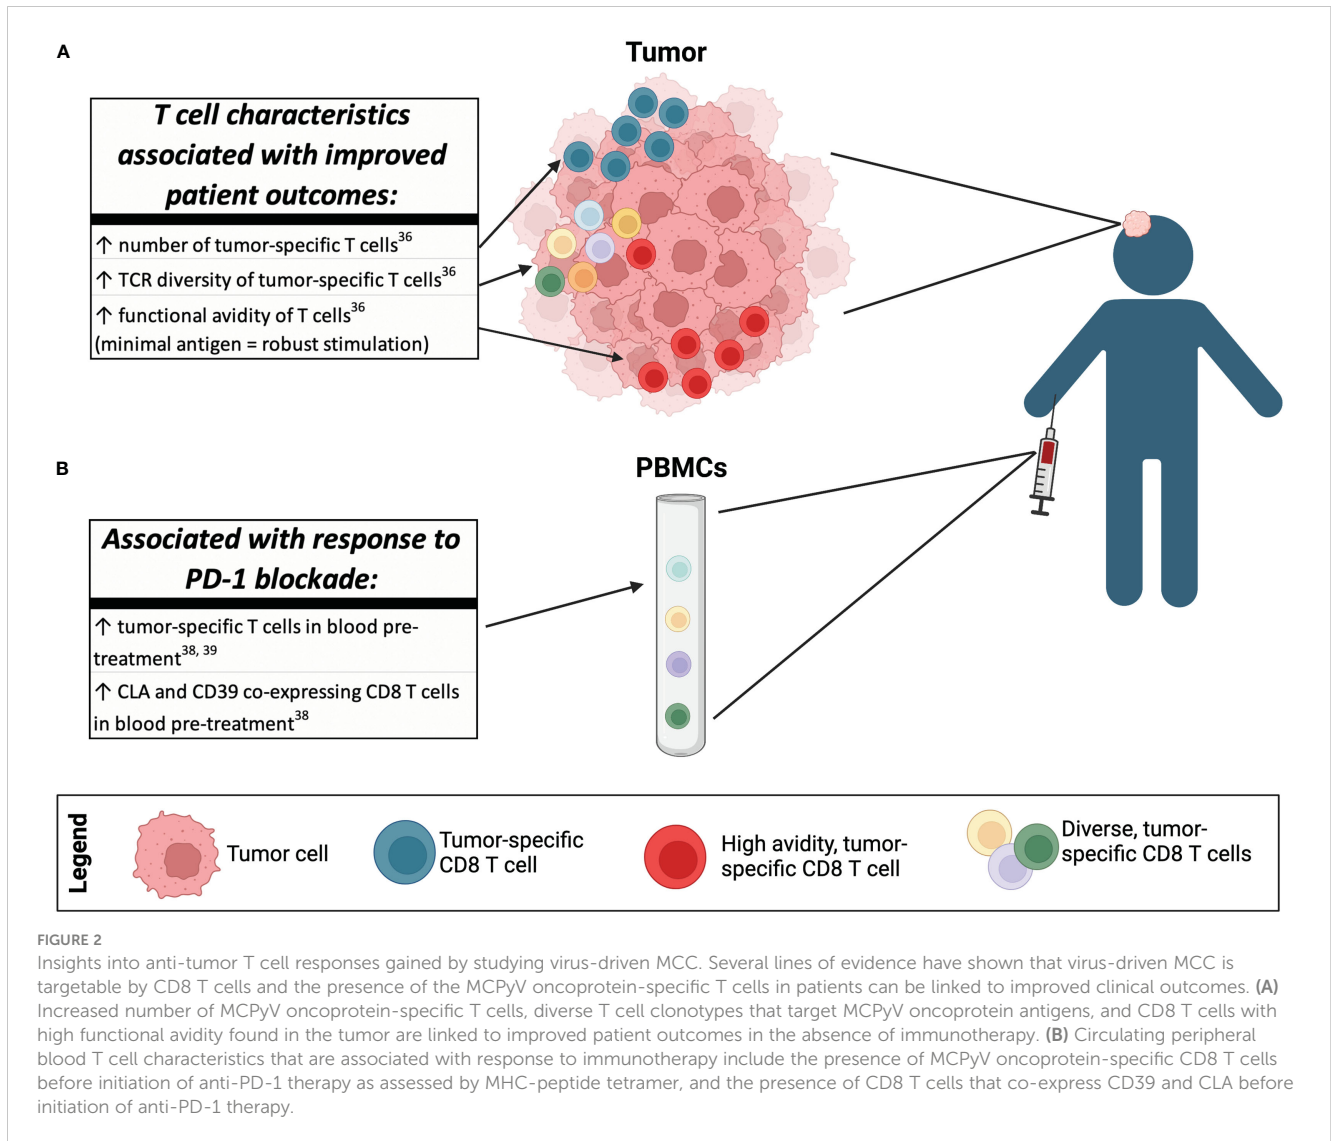 A
Tumor
T cell characteristics
associated with improved
patient outcomes:
↑ number of tumor-specific T cells36
↑ TCR diversity of tumor-specific T cells36
↑ functional avidity of T cells36
(minimal antigen = robust stimulation)
B
PBMCs
Associated with response to
PD-1 blockade:
↑ tumor-specific T cells in blood pre-
treatment38, 39
↑ CLA and CD39 co-expressing CD8 T cells
in blood pre-treatment38
Legend
Tumor cell
Tumor-specific
CD8 T cell
High avidity, tumor-
specific CD8 T cell
Diverse, tumor-
specific CD8 T cells
FIGURE 2
Insights into anti-tumor T cell responses gained by studying virus-driven MCC. Several lines of evidence have shown that virus-driven MCC is
targetable by CD8 T cells and the presence of the MCPyV oncoprotein-specific T cells in patients can be linked to improved clinical outcomes. (A)
Increased number of MCPyV oncoprotein-specific T cells, diverse T cell clonotypes that target MCPyV oncoprotein antigens, and CD8 T cells with
high functional avidity found in the tumor are linked to improved patient outcomes in the absence of immunotherapy. (B) Circulating peripheral
blood T cell characteristics that are associated with response to immunotherapy include the presence of MCPyV oncoprotein-specific CD8 T cells
before initiation of anti-PD-1 therapy as assessed by MHC-peptide tetramer, and the presence of CD8 T cells that co-express CD39 and CLA before
initiation of anti-PD-1 therapy.